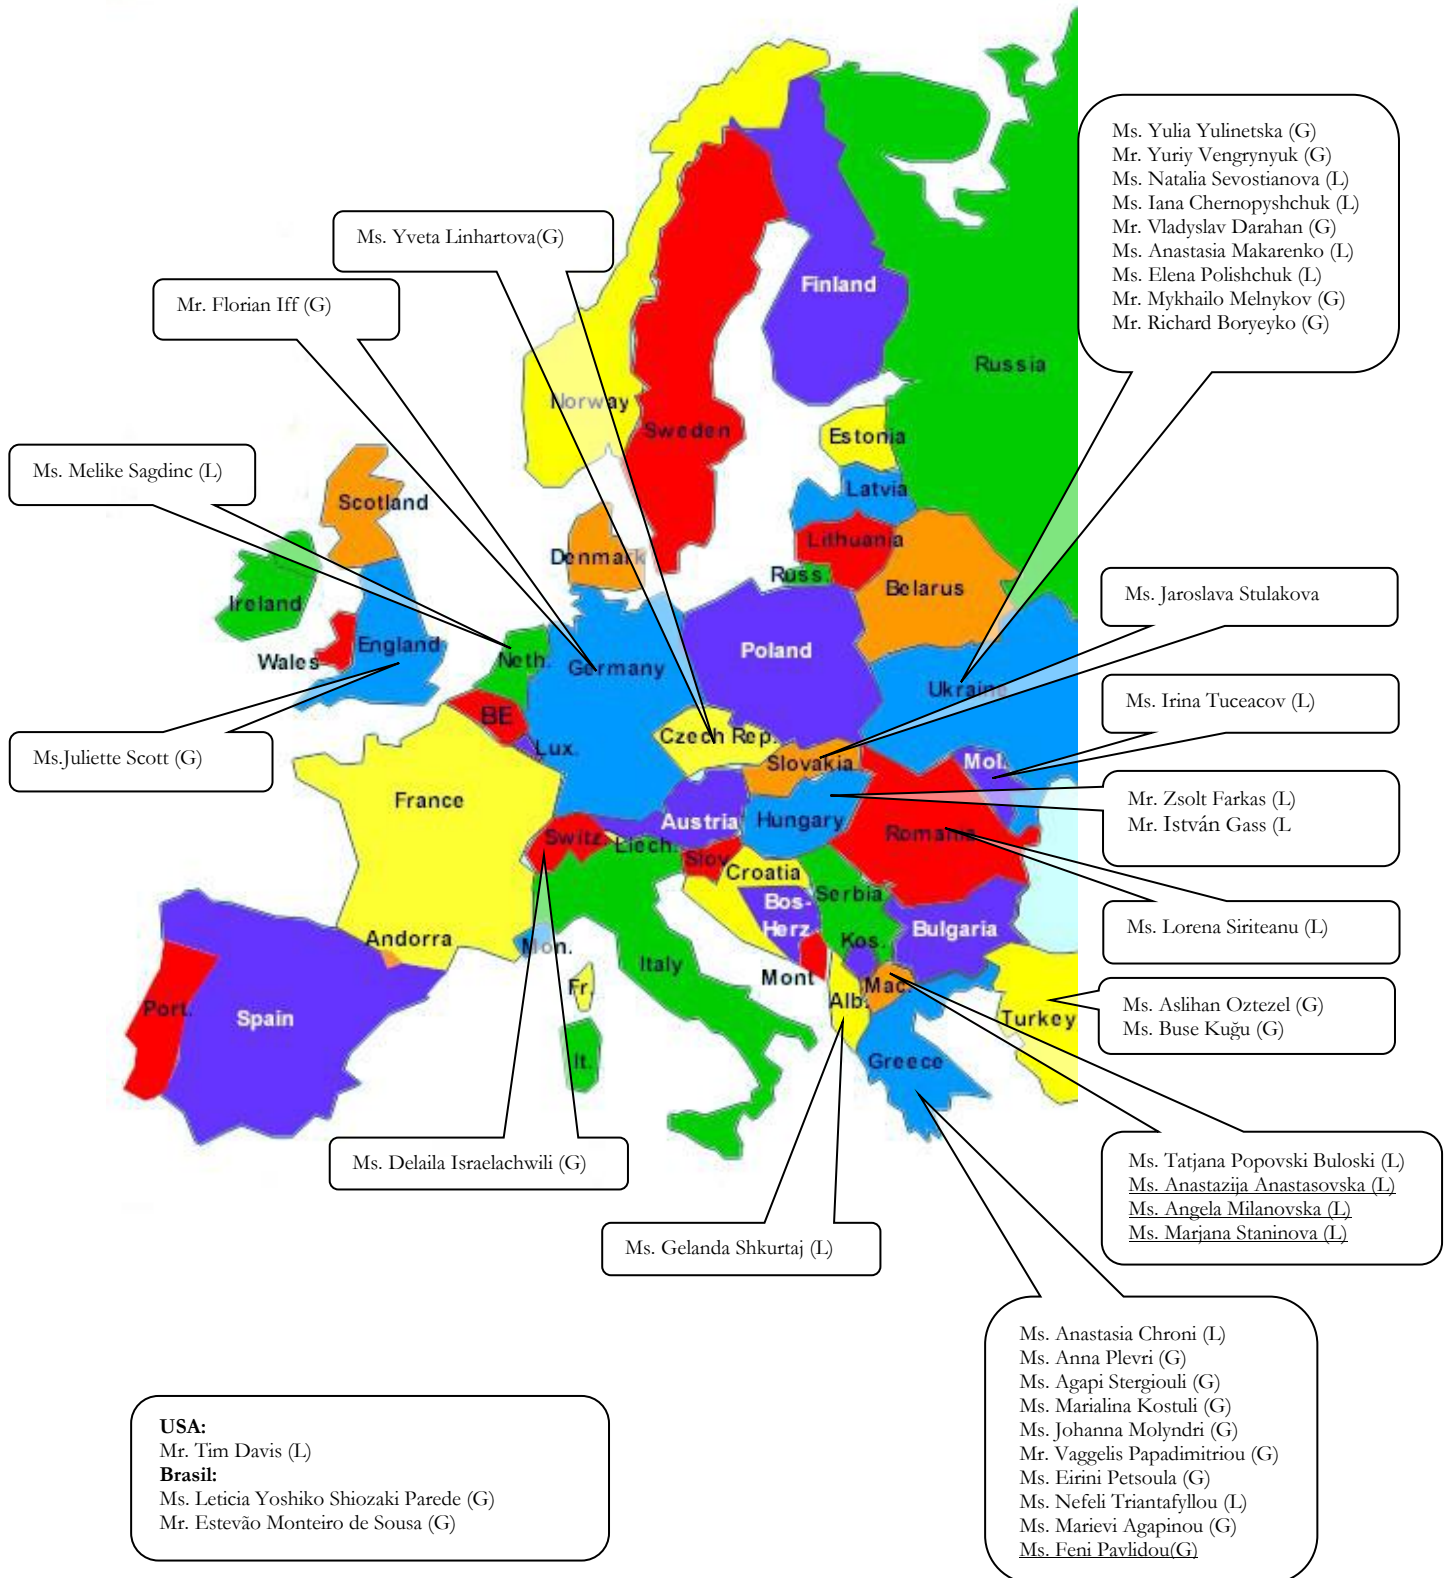 Ms. Yulia Yulinetska (G)
Mr. Yuriy Vengrynyuk (G)
Ms. Natalia Sevostianova (L)
Ms. Iana Chernopyshchuk (L)
Mr. Vladyslav Darahan (G)
Ms. Anastasia Makarenko (L)
Ms. Elena Polishchuk (L)
Mr. Mykhailo Melnykov (G)
Mr. Richard Boryeyko (G)
Ms. Yveta Linhartova(G)
Mr. Florian Iff (G)
Ms. Melike Sagdinc (L)
Ms.Juliette Scott (G)
Finland
Russia
Norway
Sweden
Estonia
Latvia
Lithuania
Russ.
Belarus
Scotland
Denmark
Ireland
England
Wales
Neth.
Germany
Poland
Ukraine
BE
Lux.
Czech Rep.
Slovakia
Mol.
France
Austria
Hungary
Romania
Switz.
Liech.
Slov.
Croatia
Serbia
Bos-
Herz
Bulgaria
Kos.
Andorra
Mon.
Italy
Mont
Mac.
Alb.
Fr.
Port.
Spain
Turkey
It.
Greece
Ms. Jaroslava Stulakova
Ms. Irina Tuceacov (L)
Mr. Zsolt Farkas (L)
Mr. István Gass (L
Ms. Lorena Siriteanu (L)
Ms. Aslihan Oztezel (G)
Ms. Buse Kuğu (G)
Ms. Delaila Israelachwili (G)
Ms. Tatjana Popovski Buloski (L)
Ms. Anastazija Anastasovska (L)
Ms. Angela Milanovska (L)
Ms. Marjana Staninova (L)
Ms. Gelanda Shkurtaj (L)
Ms. Anastasia Chroni (L)
Ms. Anna Plevri (G)
Ms. Agapi Stergiouli (G)
Ms. Marialina Kostuli (G)
Ms. Johanna Molyndri (G)
Mr. Vaggelis Papadimitriou (G)
Ms. Eirini Petsoula (G)
Ms. Nefeli Triantafyllou (L)
Ms. Marievi Agapinou (G)
Ms. Feni Pavlidou(G)
USA:
Mr. Tim Davis (L)
Brasil:
Ms. Leticia Yoshiko Shiozaki Parede (G)
Mr. Estevão Monteiro de Sousa (G)